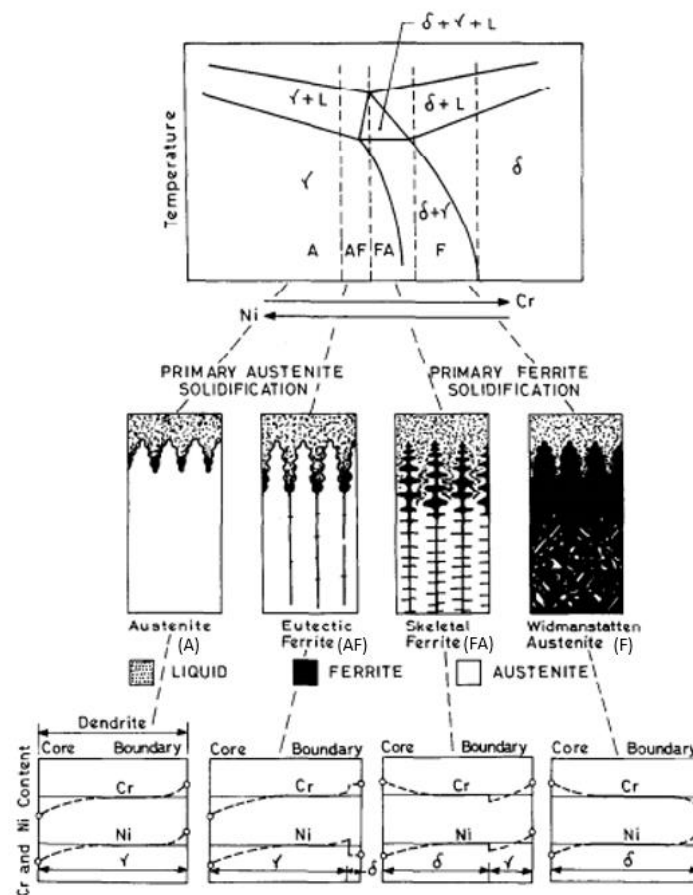 δ+γ+L
γ+L
δ+L
Temperature
γ
δ
δ+γ
A AF FA F
Cr
Ni
PRIMARY AUSTENITE
SOLIDIFICATION
PRIMARY FERRITE
SOLIDIFICATION
Austenite
(A)
Eutectic
Ferrite (AF)
Skeletal
Ferrite (FA)
Widmanstatten
Austenite (F)
LIQUID FERRITE AUSTENITE
Dendrite
Core Boundary
Core Boundary
Core Boundary
Core Boundary
Cr and Ni Content
Cr
Cr
Cr
Cr
Ni
Ni
Ni
Ni
γ
γ
δ
δ
γ
δ